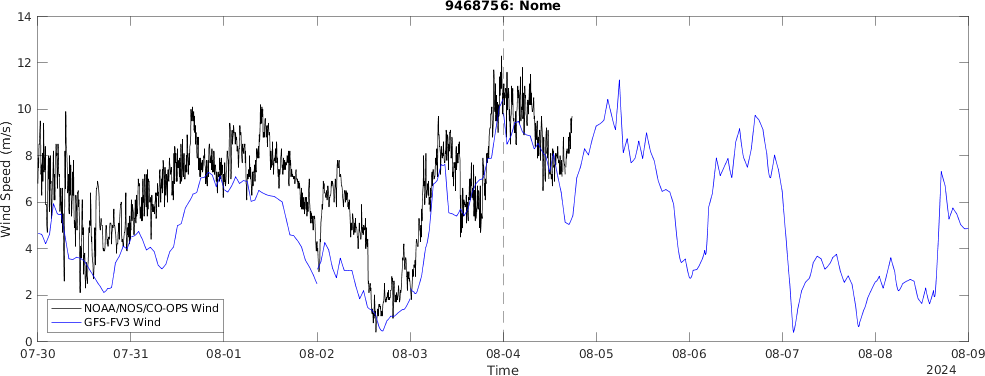 9468756: Nome
14
12
10
8
6
4
2
0
Wind Speed (m/s)
NOAA/NOS/CO-OPS Wind
GFS-FV3 Wind
07-30 07-31 08-01 08-02 08-03 08-04 08-05 08-06 08-07 08-08 08-09
Time
2024